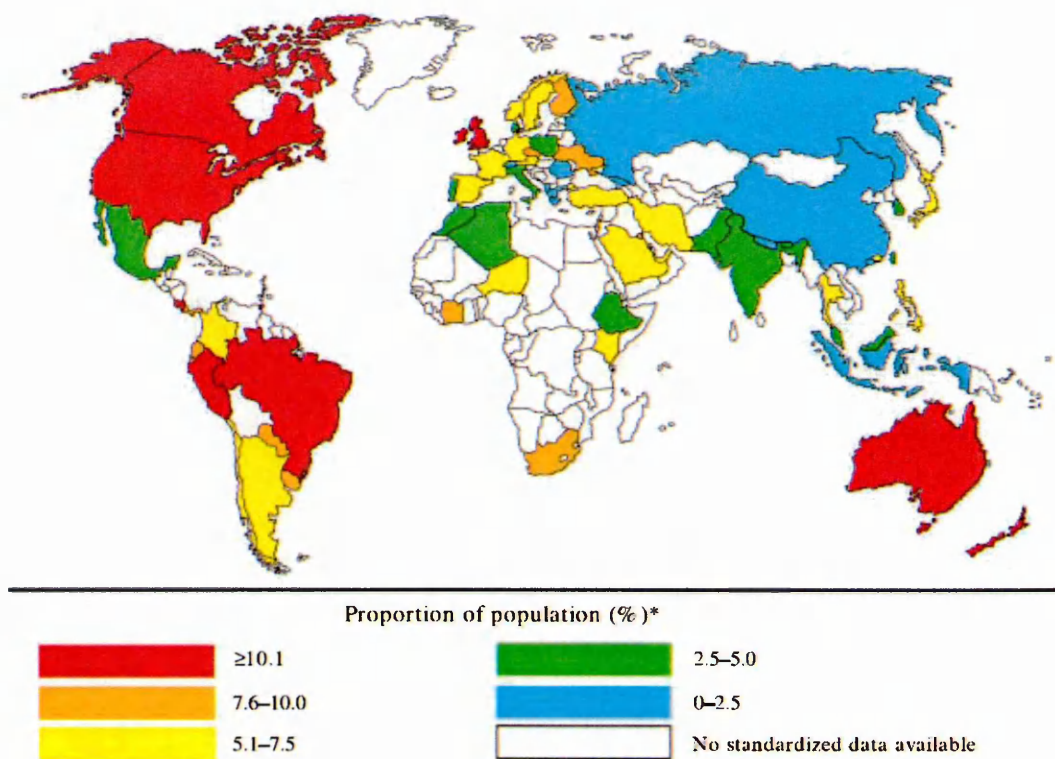 Proportion of population (%)*
≥10.1
7.6–10.0
5.1–7.5
2.5–5.0
0–2.5
No standardized data available